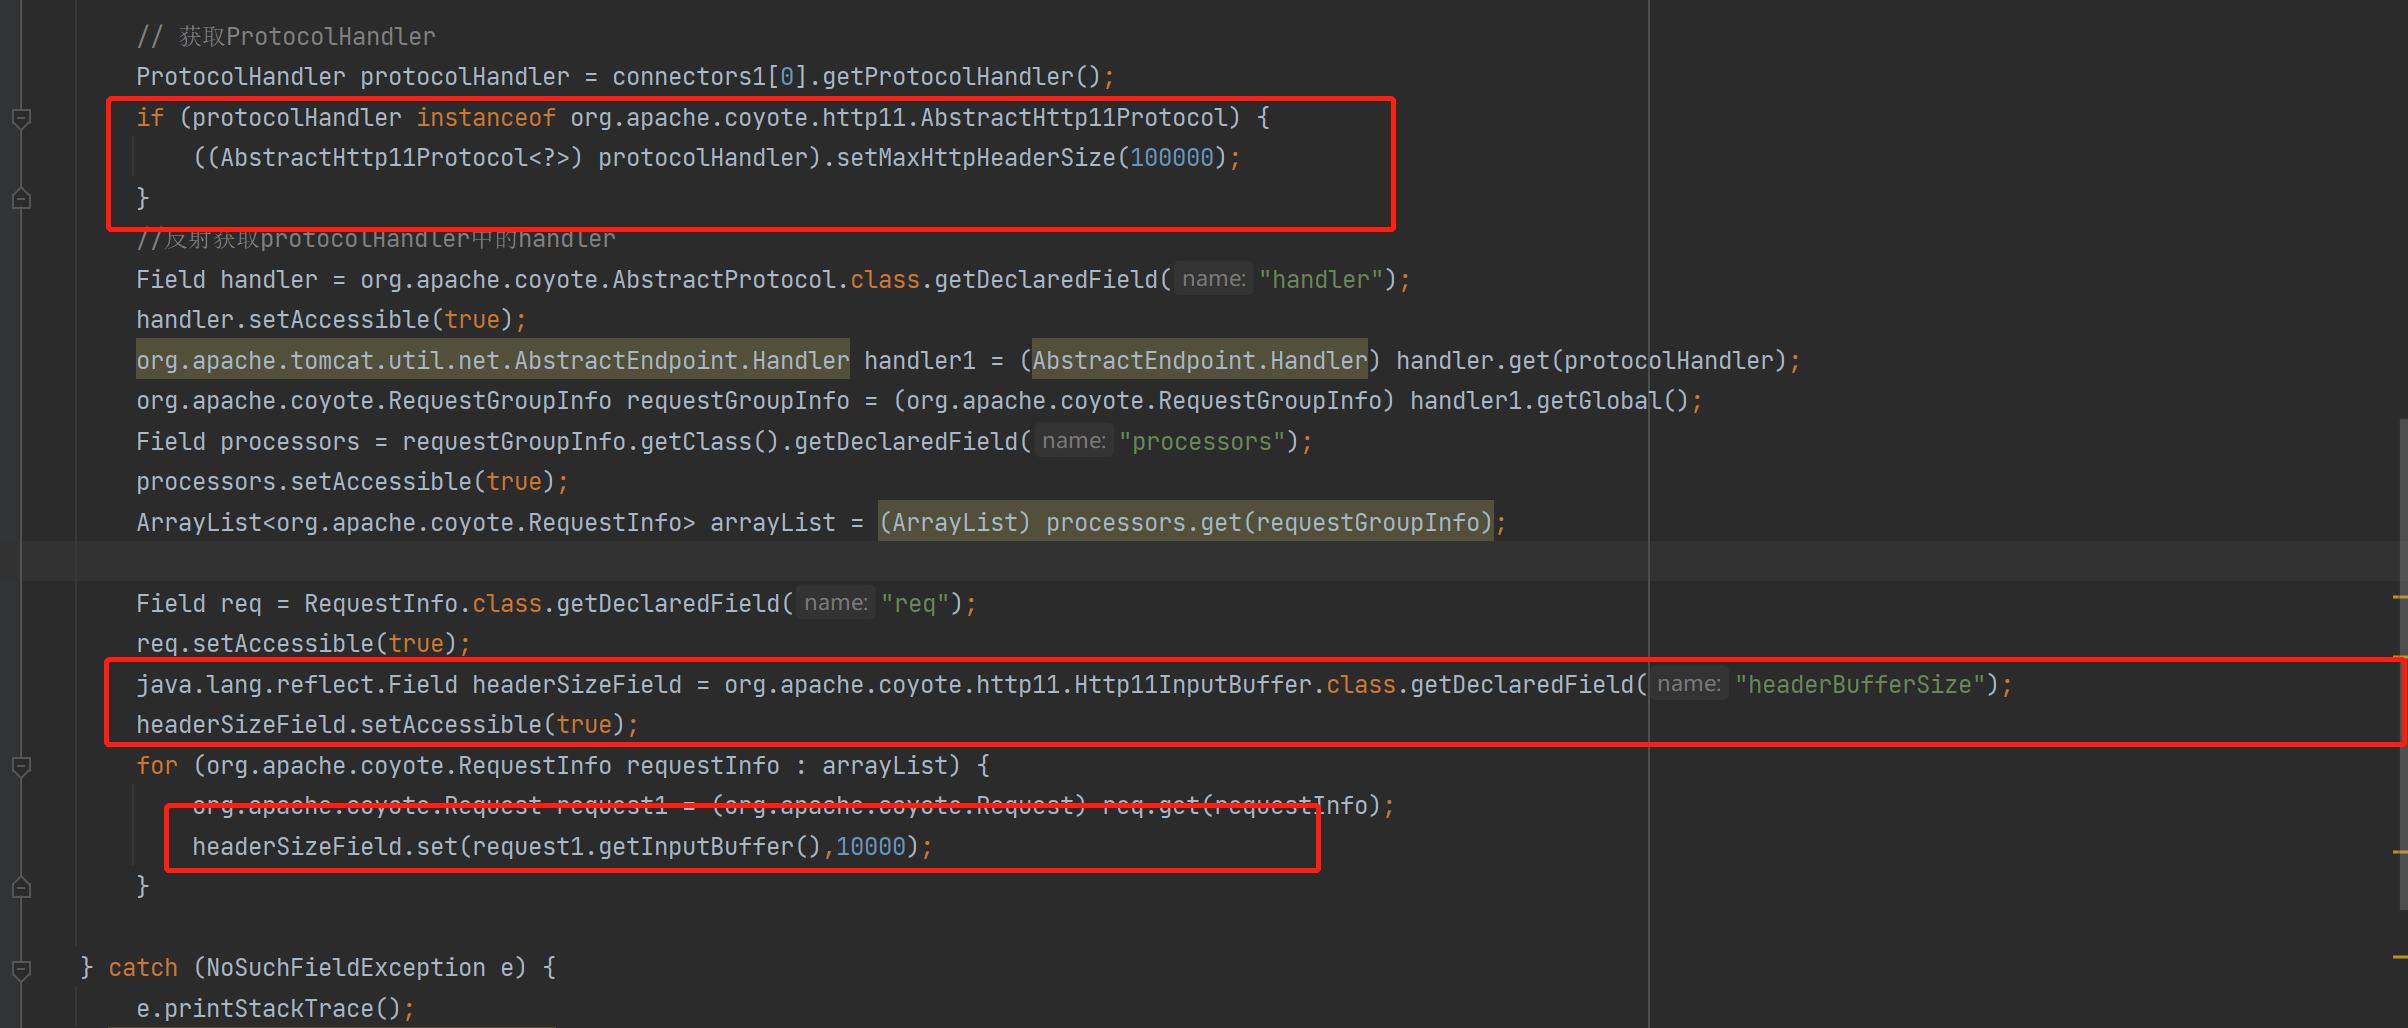 // 获取ProtocolHandler
ProtocolHandler protocolHandler = connectors1[0].getProtocolHandler();
if (protocolHandler instanceof org.apache.coyote.http11.AbstractHttp11Protocol) {
((AbstractHttp11Protocol<?>) protocolHandler).setMaxHttpHeaderSize(100000);
}
//反射获取protocolHandler中的handler
Field handler = org.apache.coyote.AbstractProtocol.class.getDeclaredField( name: "handler");
handler.setAccessible(true);
org.apache.tomcat.util.net.AbstractEndpoint.Handler handler1 = (AbstractEndpoint.Handler) handler.get(protocolHandler);
org.apache.coyote.RequestGroupInfo requestGroupInfo = (org.apache.coyote.RequestGroupInfo) handler1.getGlobal();
Field processors = requestGroupInfo.getClass().getDeclaredField( name: "processors");
processors.setAccessible(true);
ArrayList<org.apache.coyote.RequestInfo> arrayList = (ArrayList) processors.get(requestGroupInfo);
Field req = RequestInfo.class.getDeclaredField( name: "req");
req.setAccessible(true);
java.lang.reflect.Field headerSizeField = org.apache.coyote.http11.Http11InputBuffer.class.getDeclaredField( name: "headerBufferSize");
headerSizeField.setAccessible(true);
for (org.apache.coyote.RequestInfo requestInfo : arrayList) {
org.apache.coyote.Request request1 = (org.apache.coyote.Request) req.get(requestInfo);
headerSizeField.set(request1.getInputBuffer(),10000);
}
} catch (NoSuchFieldException e) {
e.printStackTrace();